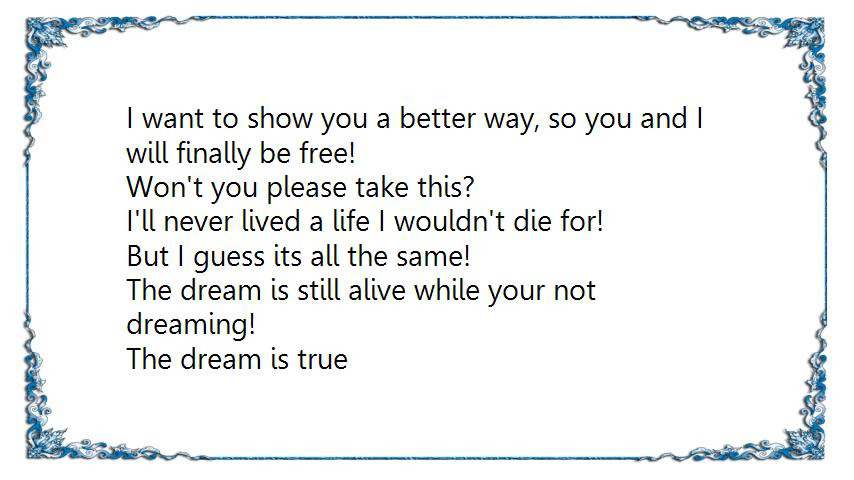 I want to show you a better way, so you and I
will finally be free!
Won't you please take this?
I'll never lived a life I wouldn't die for!
But I guess its all the same!
The dream is still alive while your not
dreaming!
The dream is true